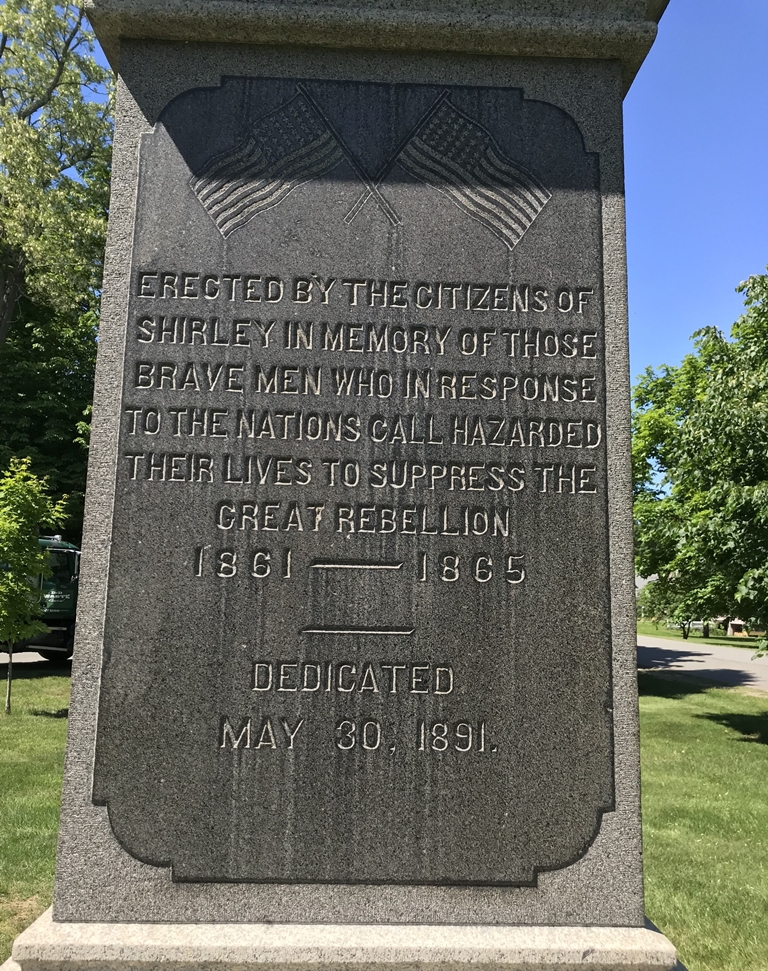 ERECTED BY THE CITIZENS OF
SHIRLEY IN MEMORY OF THOSE
BRAVE MEN WHO IN RESPONSE
TO THE NATIONS CALL HAZARDED
THEIR LIVES TO SUPPRESS THE
GREAT REBELLION
1861 — 1865
DEDICATED
MAY 30, 1891.
WASTE